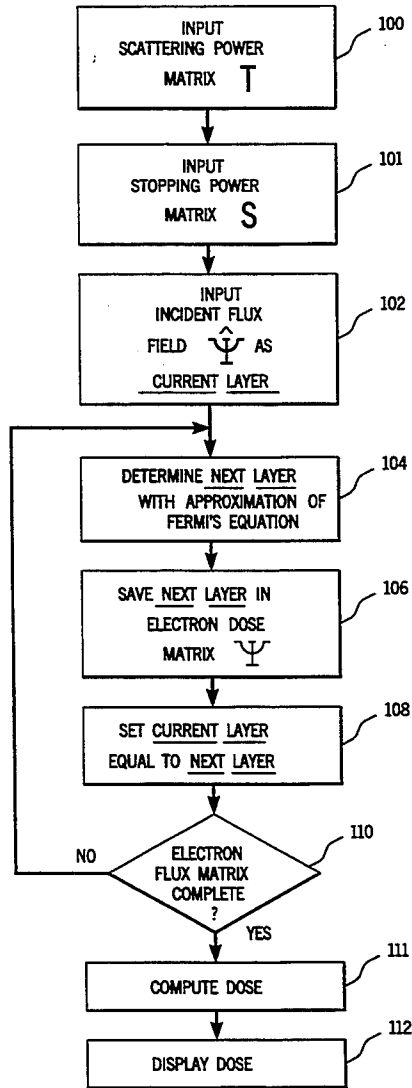 INPUT
100
SCATTERING POWER
MATRIX T
INPUT
101
STOPPING POWER
MATRIX S
INPUT
102
INCIDENT FLUX
FIELD Ψ̂ AS
CURRENT LAYER
DETERMINE NEXT LAYER
104
WITH APPROXIMATION OF
FERMI'S EQUATION
SAVE NEXT LAYER IN
106
ELECTRON DOSE
MATRIX Ψ
SET CURRENT LAYER
108
EQUAL TO NEXT LAYER
110
NO
ELECTRON
FLUX MATRIX
COMPLETE
?
YES
111
COMPUTE DOSE
112
DISPLAY DOSE